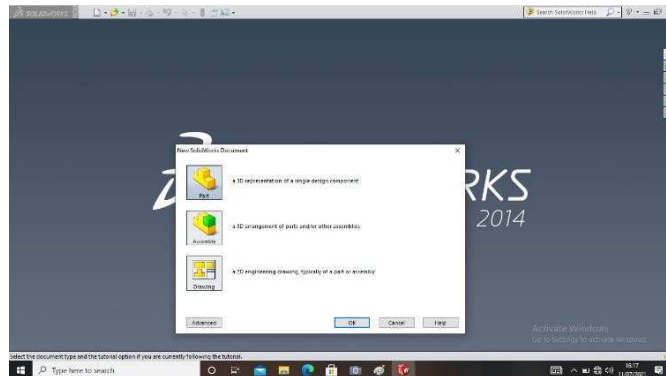 SOLIDWORKS
Search SolidWorks Help
New SolidWorks Document
a 3D representation of a single design component
Part
RKS
2014
a 3D arrangement of parts and/or other assemblies
Assembly
a 2D engineering drawing, typically of a part or assembly
Drawing
Advanced
OK
Cancel
Help
Activate Windows
Go to Settings to activate Windows.
Select the document type and the tutorial option if you are currently following the tutorial.
Type here to search
16:17
11/07/2021